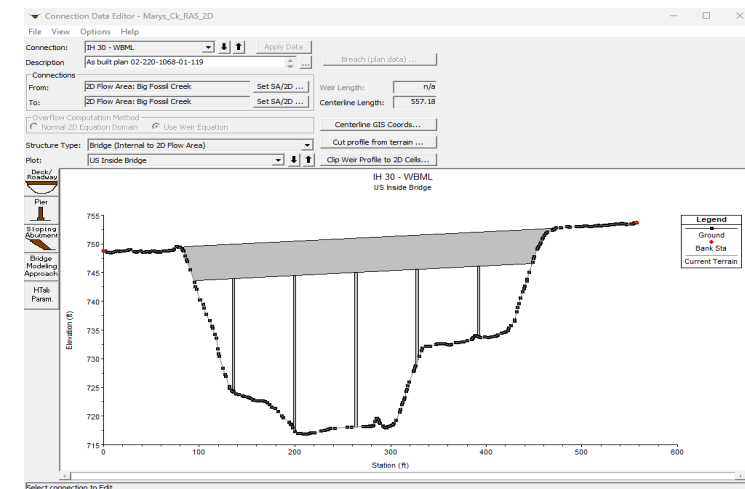 Connection Data Editor - Marys_Ck_RAS_2D
File View Options Help
Connection: IH 30 - WBML Apply Data
Description As built plan 02-220-1068-01-119 ... Breach (plan data) ...
Connections
From: 2D Flow Area: Big Fossil Creek Set SA/2D ... Weir Length: n/a
To: 2D Flow Area: Big Fossil Creek Set SA/2D ... Centerline Length: 557.18
Overflow Computation Method
Normal 2D Equation Domain Use Weir Equation Centerline GIS Coords...
Structure Type: Bridge (Internal to 2D Flow Area) Cut profile from terrain ...
Plot: US Inside Bridge Clip Weir Profile to 2D Cells...
Deck/
Roadway
Pier
Sloping
Abutment
Bridge
Modeling
Approach
HTab
Param.
IH 30 - WBML
US Inside Bridge
755
750
745
740
735
730
725
720
715
Elevation (ft)
0 100 200 300 400 500 600
Station (ft)
Legend
Ground
Bank Sta
Current Terrain
Select connection to Edit